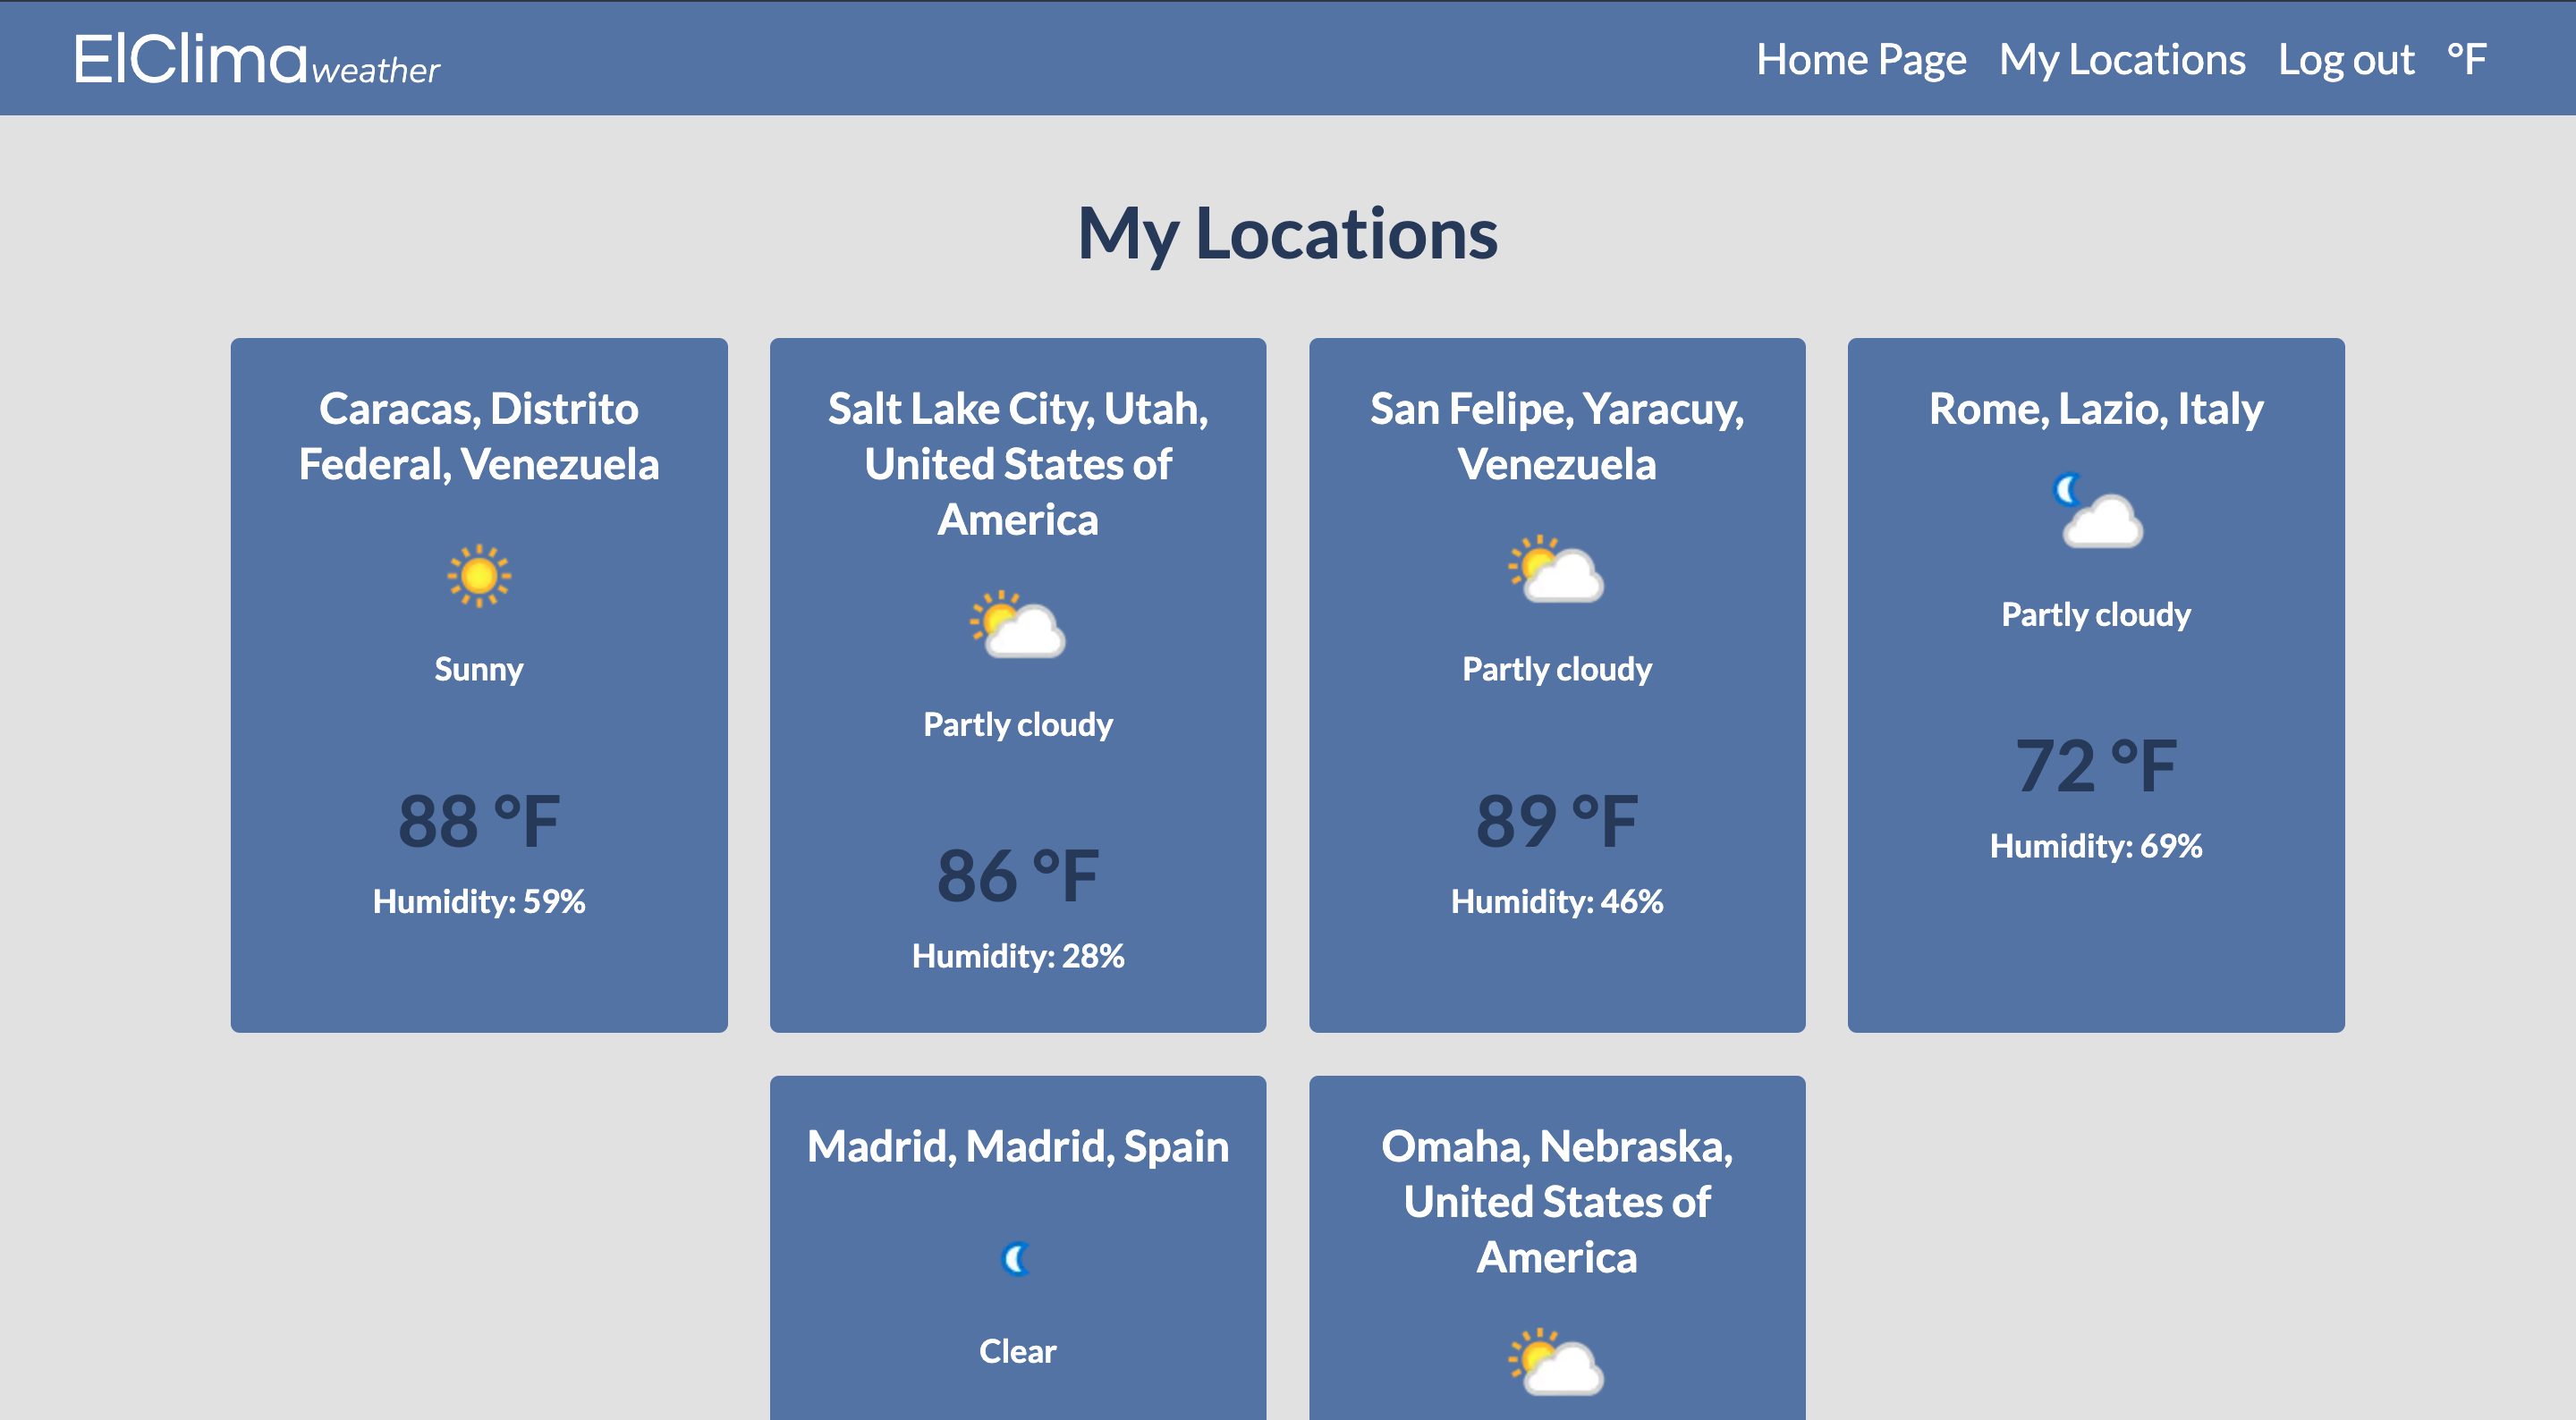 ElClima weather
Home Page My Locations Log out °F
My Locations
Caracas, Distrito
Federal, Venezuela
Sunny
88 °F
Humidity: 59%
Salt Lake City, Utah,
United States of
America
Partly cloudy
86 °F
Humidity: 28%
San Felipe, Yaracuy,
Venezuela
Partly cloudy
89 °F
Humidity: 46%
Rome, Lazio, Italy
Partly cloudy
72 °F
Humidity: 69%
Madrid, Madrid, Spain
Clear
Omaha, Nebraska,
United States of
America